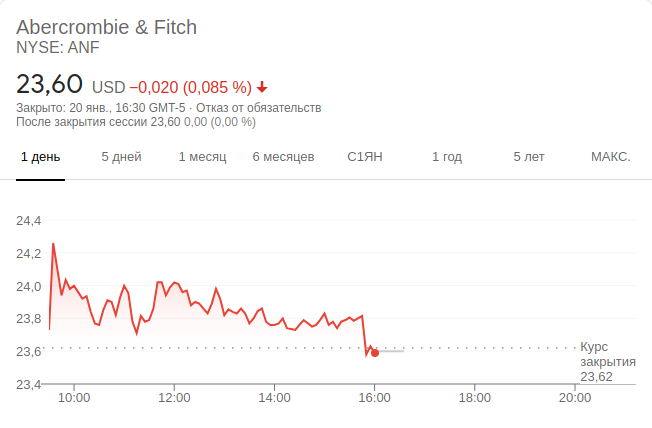 Abercrombie & Fitch
NYSE: ANF
23,60 USD −0,020 (0,085 %)
Закрыто: 20 янв., 16:30 GMT-5 · Отказ от обязательств
После закрытия сессии 23,60 0,00 (0,00 %)
1 день 5 дней 1 месяц 6 месяцев С1ЯН 1 год 5 лет МАКС.
24,4
24,2
24,0
23,8
23,6
23,4
Курс
закрытия
23,62
10:00 12:00 14:00 16:00 18:00 20:00